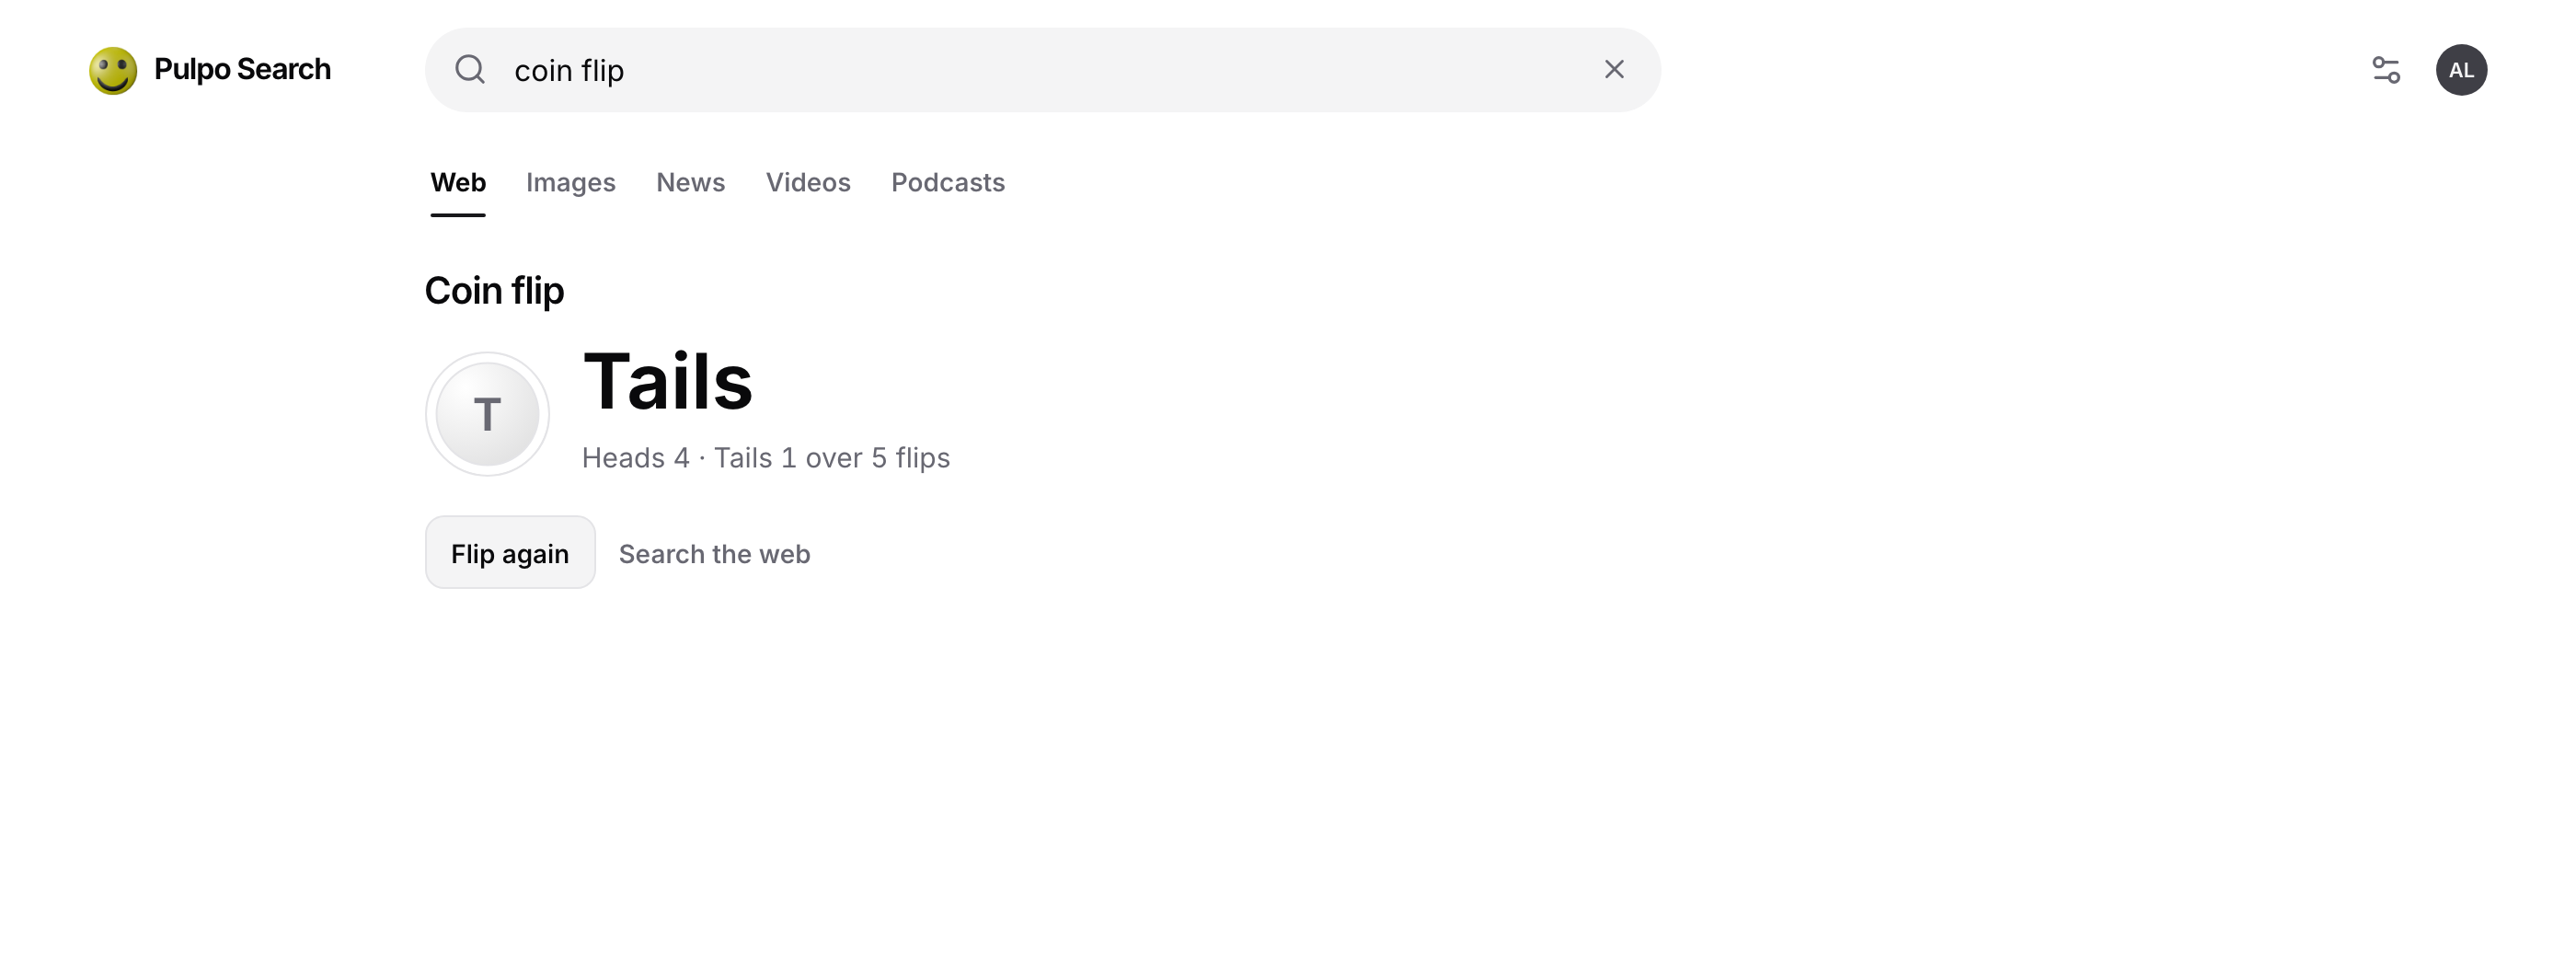 Pulpo Search
coin flip
AL
Web Images News Videos Podcasts
Coin flip
T
Tails
Heads 4 · Tails 1 over 5 flips
Flip again
Search the web